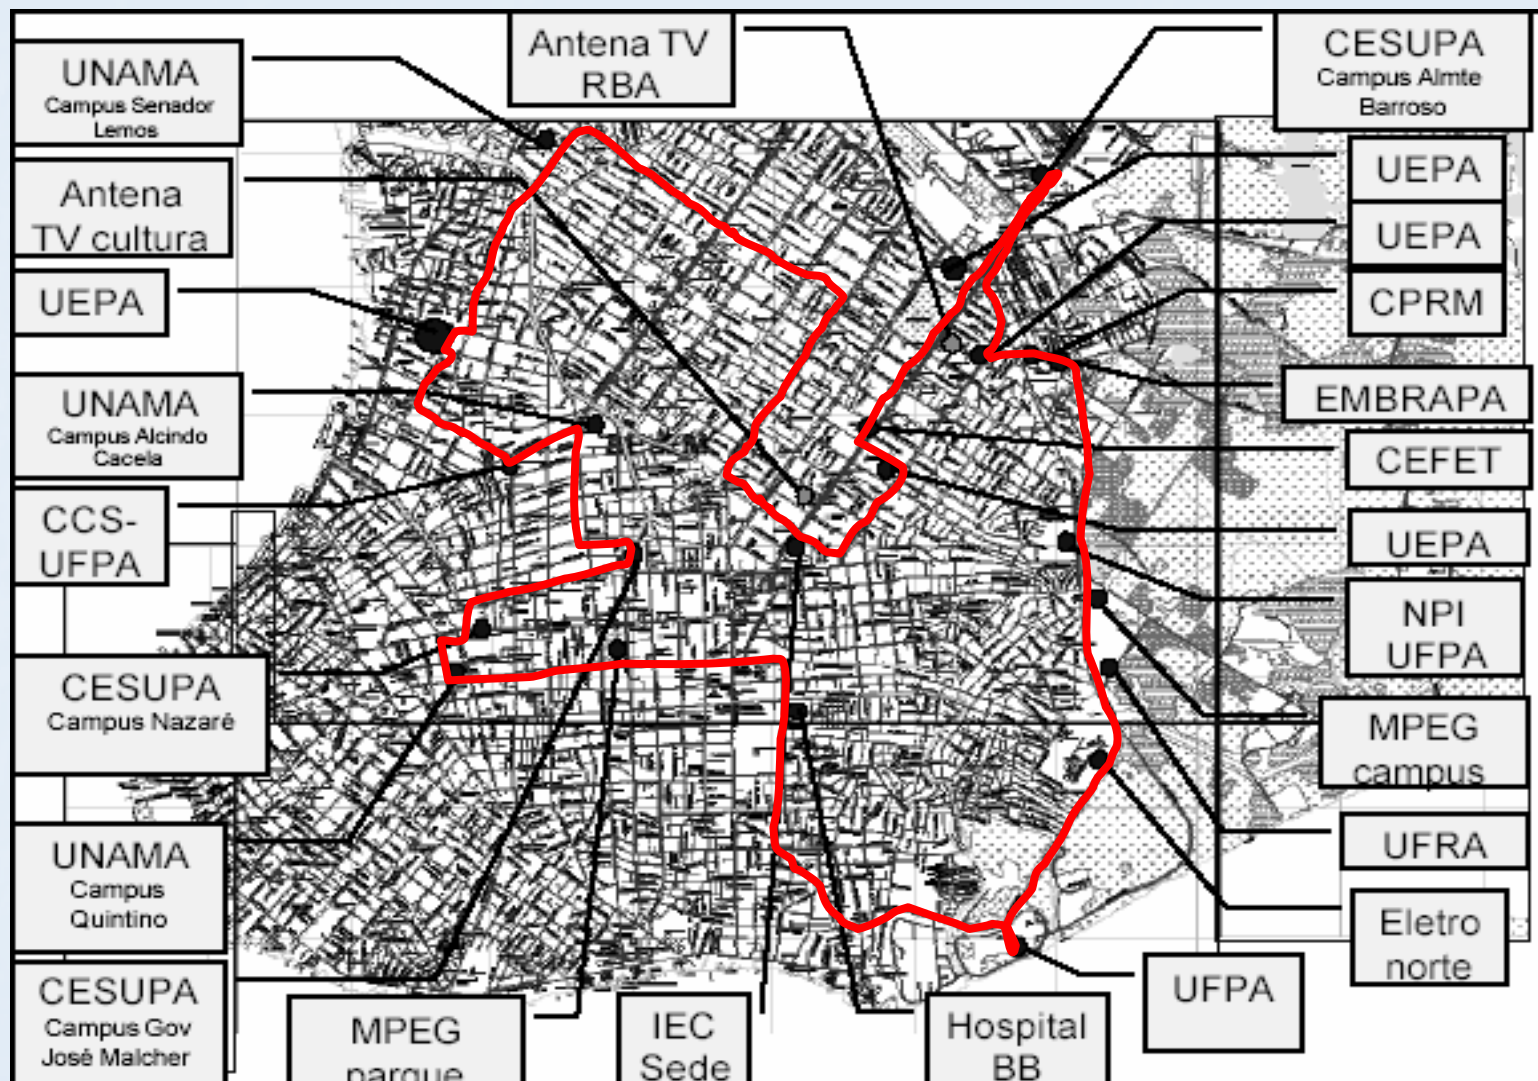 UNAMA
Campus Senador
Lemos
Antena TV
RBA
CESUPA
Campus Almte
Barroso
Antena
TV cultura
UEPA
UEPA
UEPA
CPRM
UNAMA
Campus Alcindo
Cacela
EMBRAPA
CEFET
CCS-
UFPA
UEPA
NPI
UFPA
CESUPA
Campus Nazaré
MPEG
campus
UNAMA
Campus
Quintino
UFRA
Eletro
norte
CESUPA
Campus Gov
José Malcher
MPEG
parque
IEC
Sede
Hospital
BB
UFPA